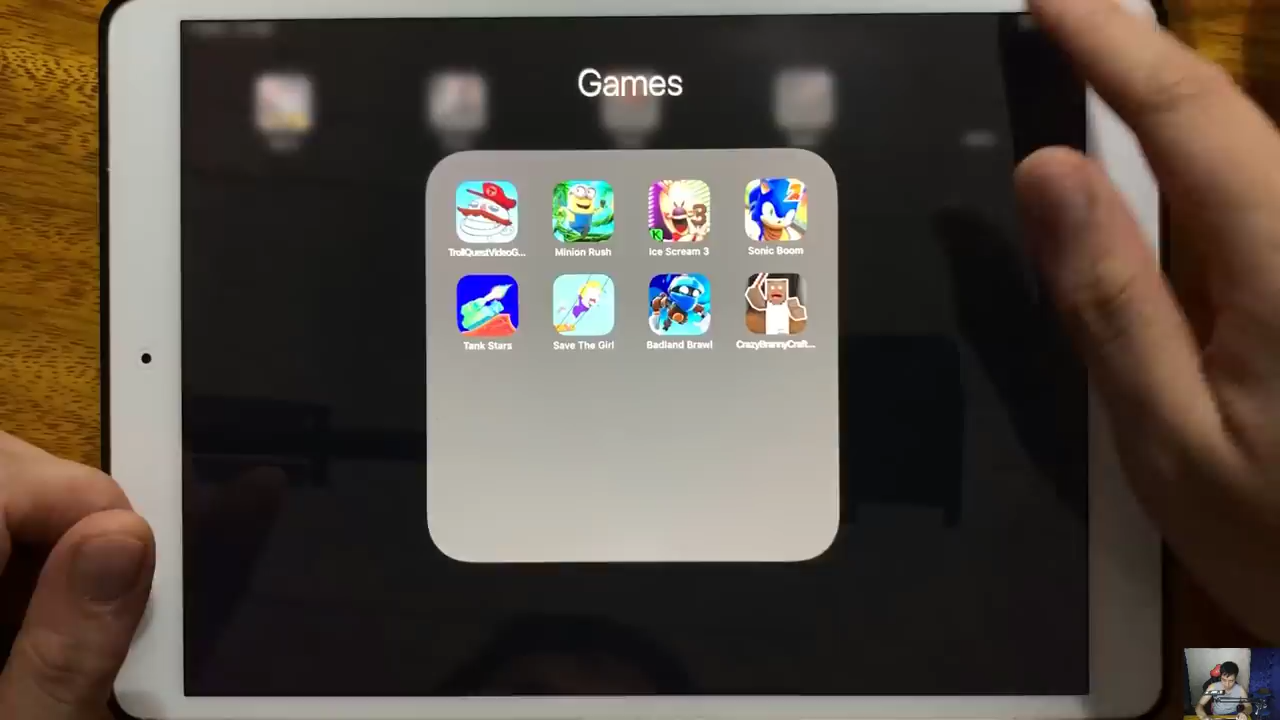 Games
TrollQuestVideoG...
Minion Rush
Ice Scream 3
Sonic Boom
Tank Stars
Save The Girl
Badland Brawl
CrazyGrannyCraft...